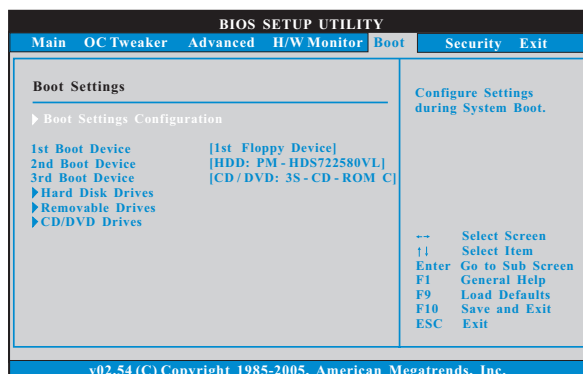 BIOS SETUP UTILITY
Main OC Tweaker Advanced H/W Monitor Boot Security Exit
Boot Settings
Boot Settings Configuration
1st Boot Device [1st Floppy Device]
2nd Boot Device [HDD: PM - HDS722580VL]
3rd Boot Device [CD / DVD: 3S - CD - ROM C]
Hard Disk Drives
Removable Drives
CD/DVD Drives
Configure Settings
during System Boot.
←→ Select Screen
↑↓ Select Item
Enter Go to Sub Screen
F1 General Help
F9 Load Defaults
F10 Save and Exit
ESC Exit
v02.54 (C) Copyright 1985-2005, American Megatrends, Inc.